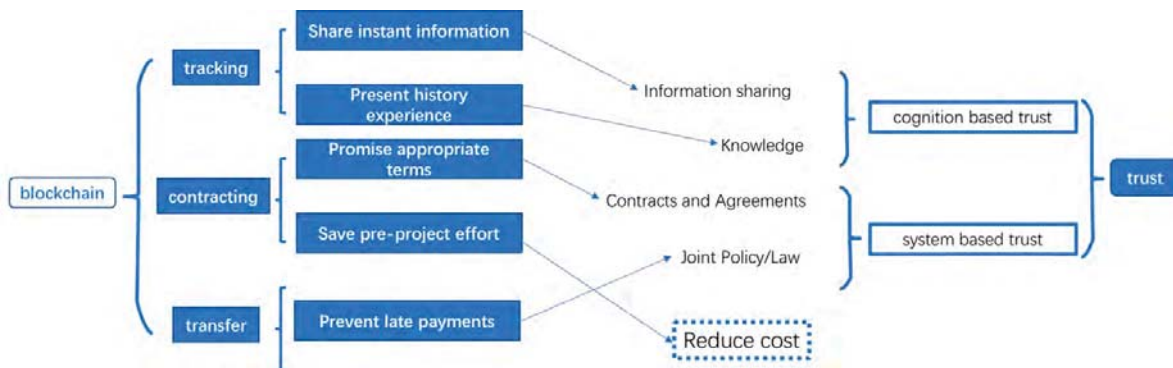 Share instant information
tracking
Information sharing
Present history
experience
cognition based trust
Knowledge
Promise appropriate
terms
blockchain
trust
contracting
Contracts and Agreements
Save pre-project effort
system based trust
Joint Policy/Law
transfer
Prevent late payments
Reduce cost